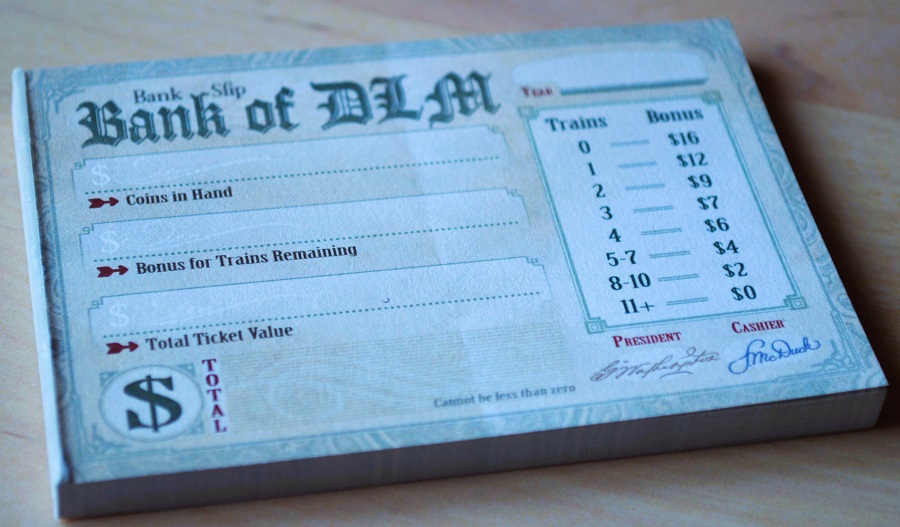 Bank Slip
Bank of DLM
Year
$
Coins in Hand
$
Bonus for Trains Remaining
$
Total Ticket Value
$
TOTAL
Cannot be less than zero
Trains Bonus
0 $16
1 $12
2 $9
3 $7
4 $6
5-7 $4
8-10 $2
11+ $0
President Cashier
G Washington S McDuck